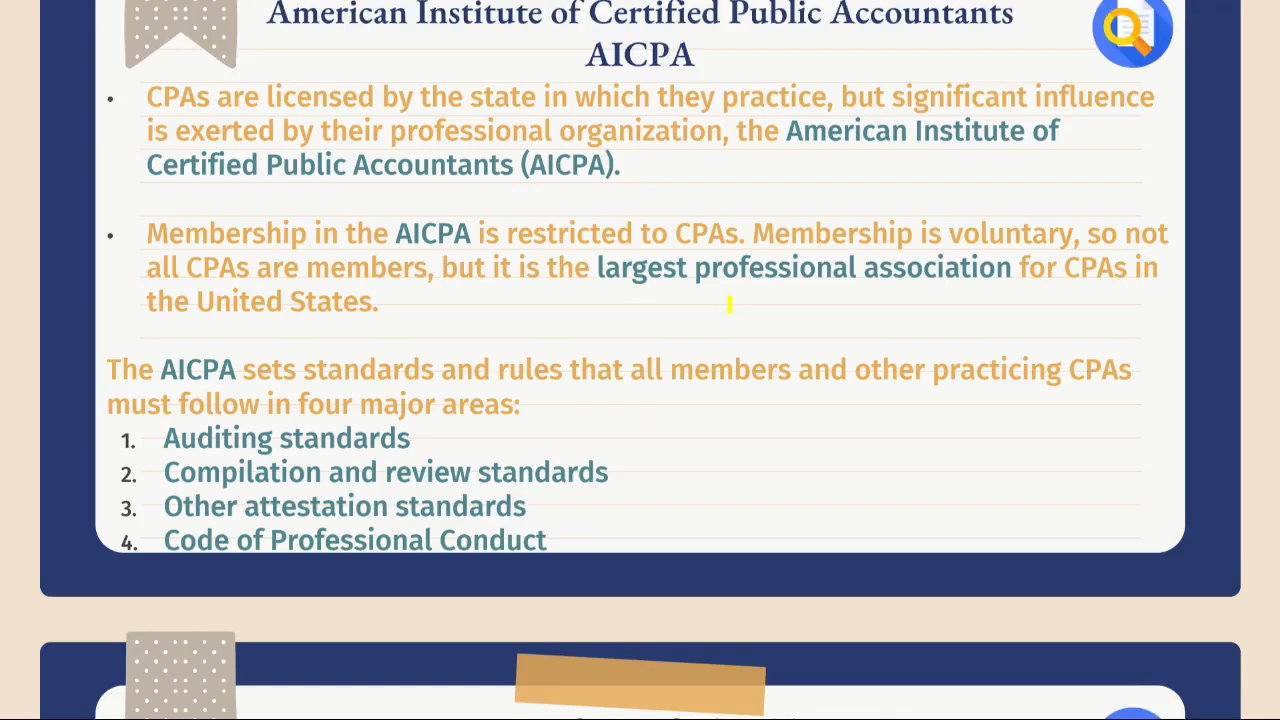 American Institute of Certified Public Accountants
AICPA
• CPAs are licensed by the state in which they practice, but significant influence
is exerted by their professional organization, the American Institute of
Certified Public Accountants (AICPA).
• Membership in the AICPA is restricted to CPAs. Membership is voluntary, so not
all CPAs are members, but it is the largest professional association for CPAs in
the United States.
The AICPA sets standards and rules that all members and other practicing CPAs
must follow in four major areas:
1. Auditing standards
2. Compilation and review standards
3. Other attestation standards
4. Code of Professional Conduct